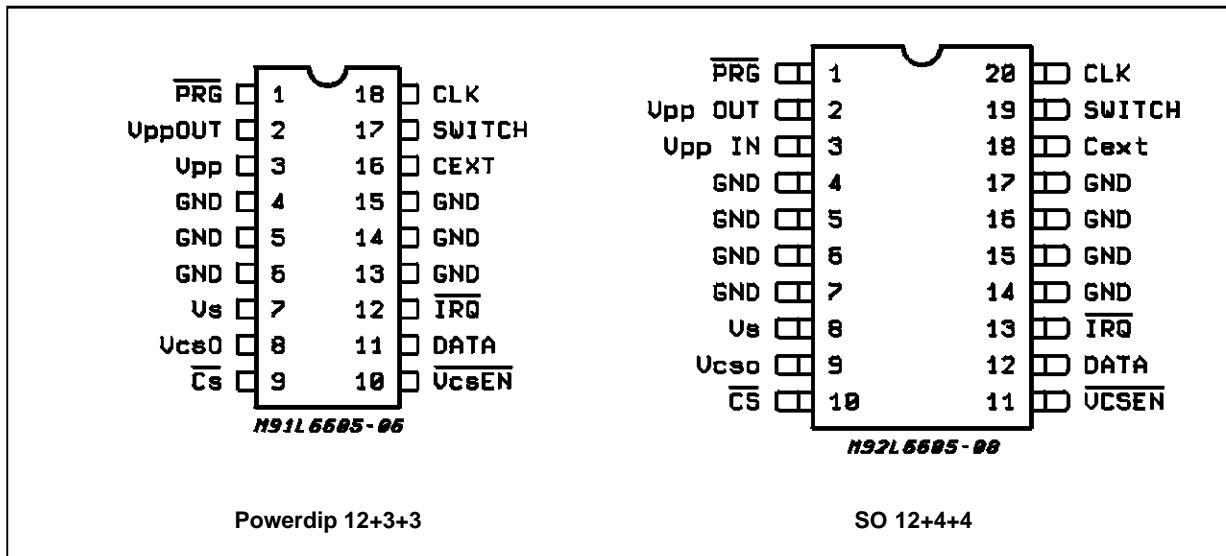 PRG 1 18 CLK
VppOUT 2 17 SWITCH
Vpp 3 16 CEXT
GND 4 15 GND
GND 5 14 GND
GND 6 13 GND
Vs 7 12 IRQ
VcsO 8 11 DATA
Cs 9 10 VcsEN
M91L6605-06
Powerdip 12+3+3
PRG 1 20 CLK
Vpp OUT 2 19 SWITCH
Vpp IN 3 18 Cext
GND 4 17 GND
GND 5 16 GND
GND 6 15 GND
GND 7 14 GND
Vs 8 13 IRQ
Vcso 9 12 DATA
CS 10 11 VCSEN
M92L6605-08
SO 12+4+4